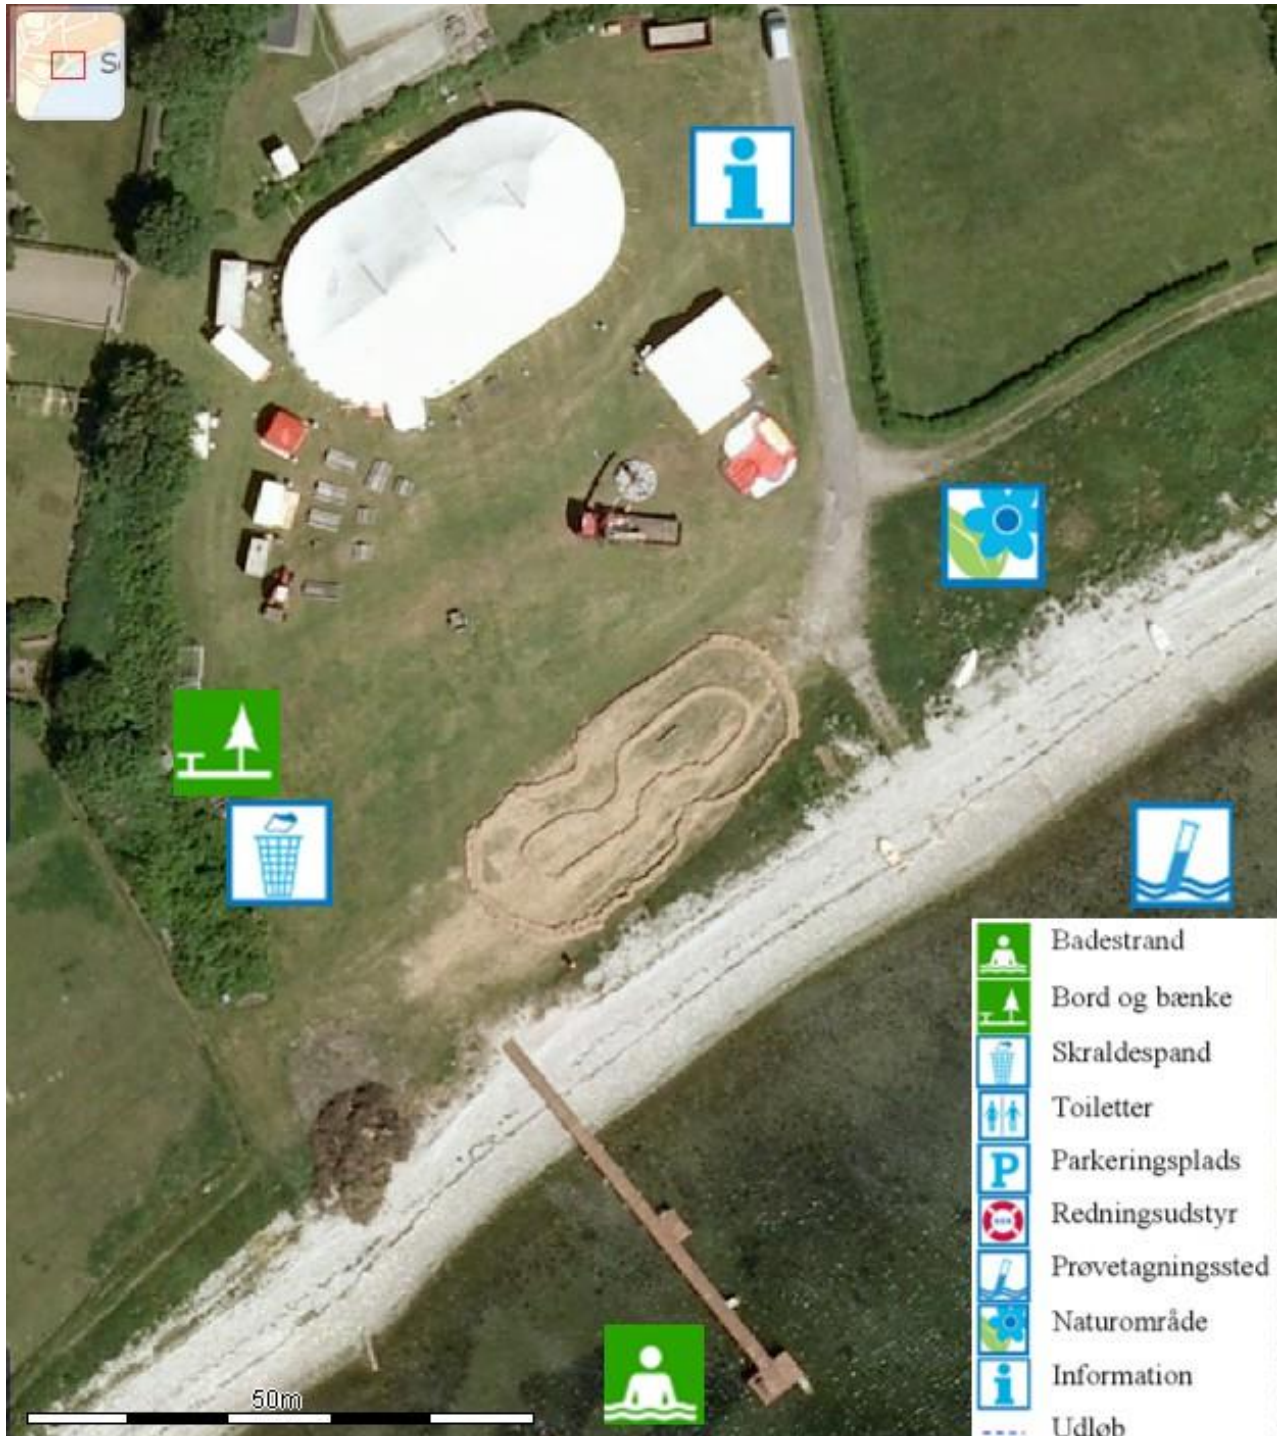 S
50m
Badestrand
Bord og bænke
Skraldespand
Toiletter
P Parkeringsplads
Redningsudstyr
Prøvetagningssted
Naturområde
i Information
Udløb